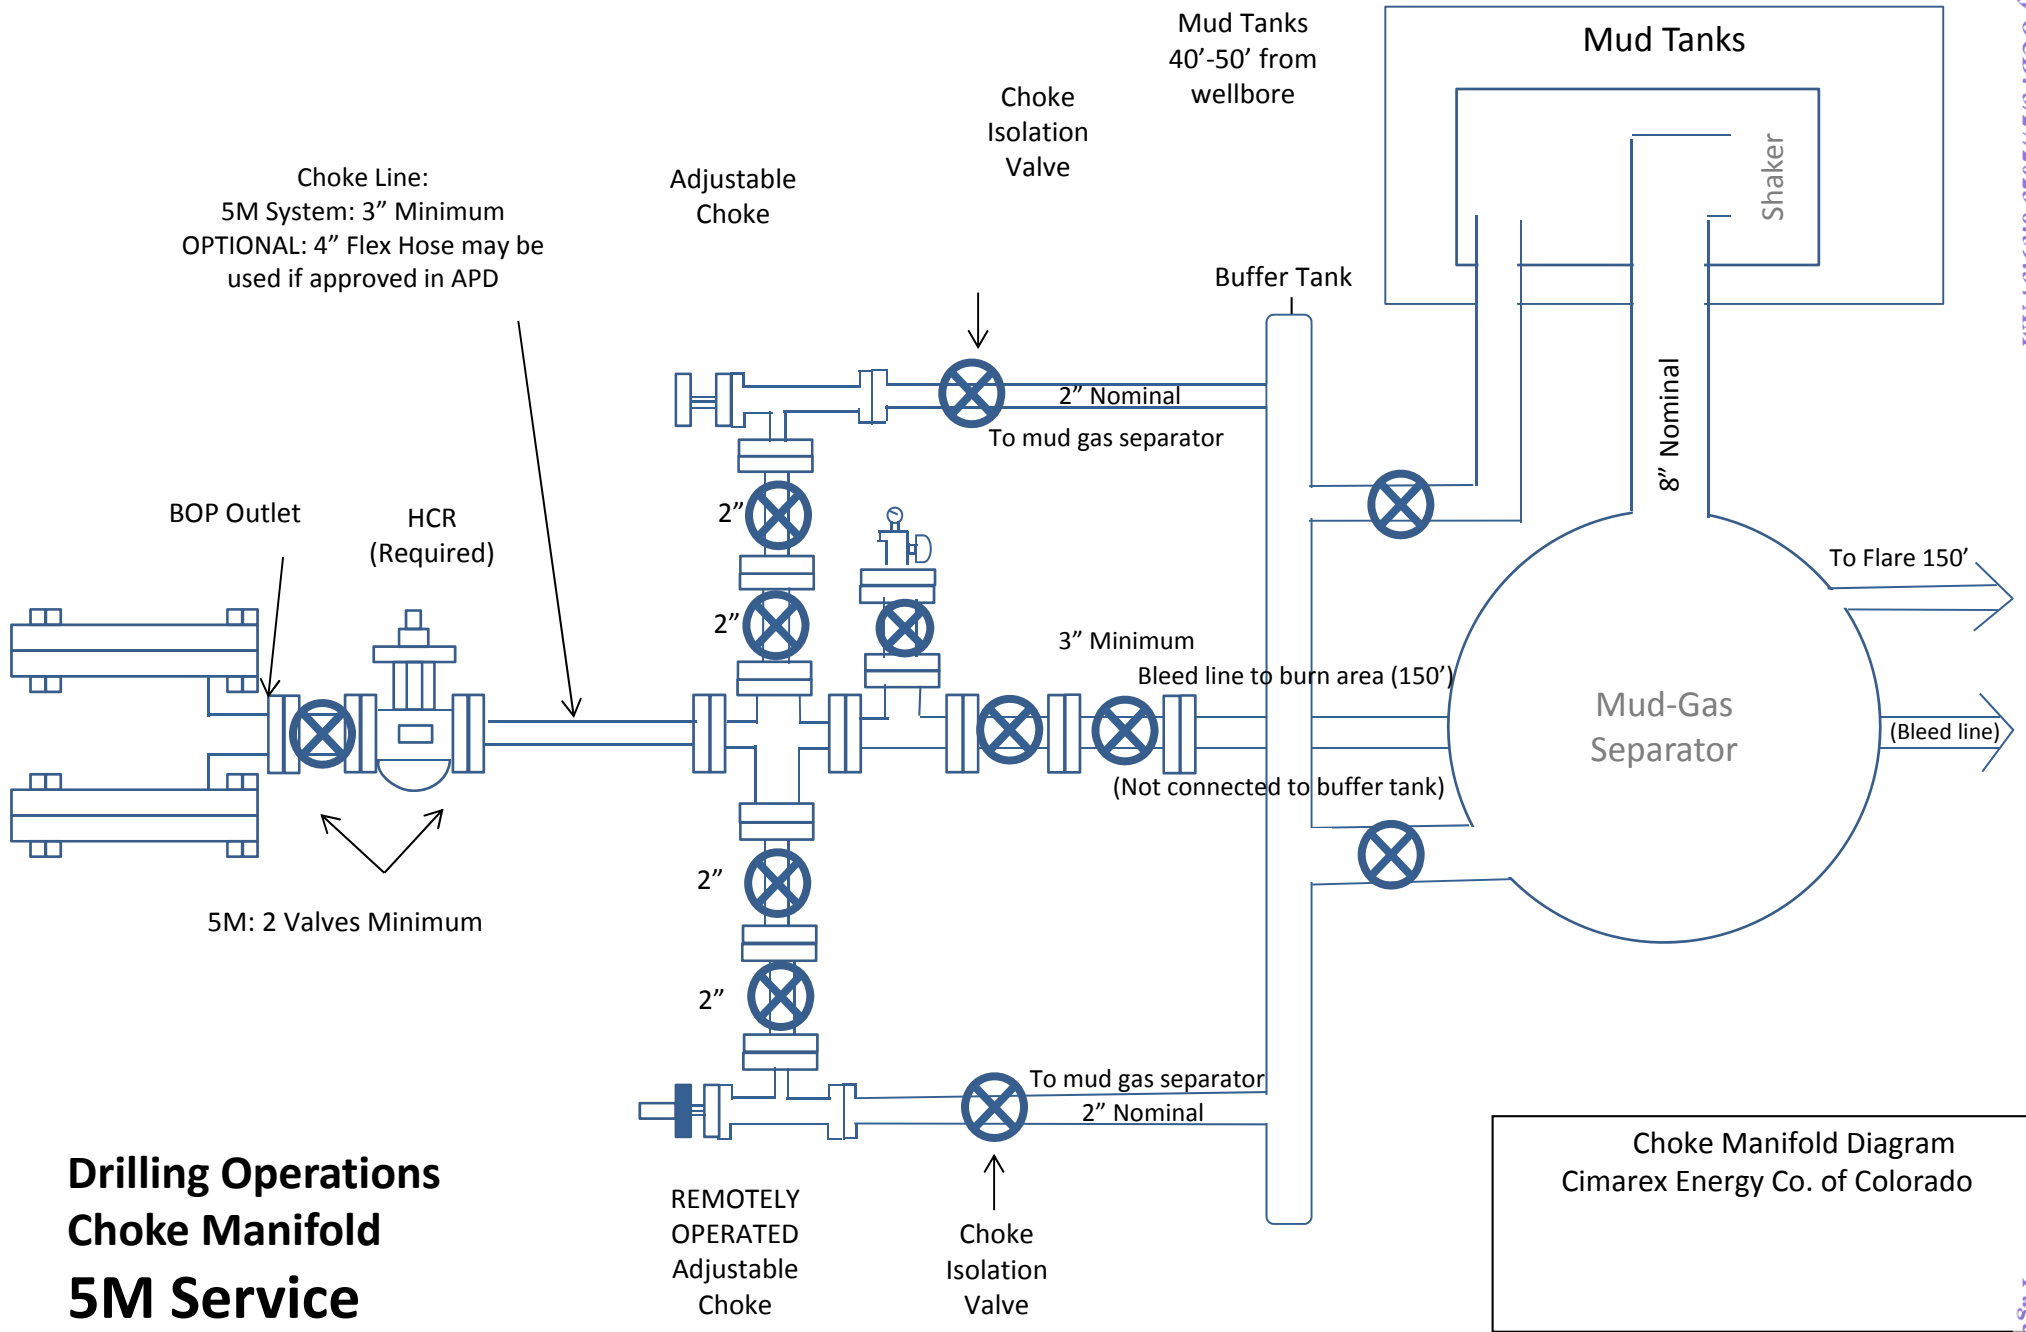 Mud Tanks
40’-50’ from
wellbore
Mud Tanks
Choke
Isolation
Valve
Shaker
Choke Line:
5M System: 3” Minimum
OPTIONAL: 4” Flex Hose may be
used if approved in APD
Adjustable
Choke
Buffer Tank
2” Nominal
To mud gas separator
8” Nominal
BOP Outlet
HCR
(Required)
2”
2”
To Flare 150’
3” Minimum
Bleed line to burn area (150’)
Mud-Gas
Separator
(Bleed line)
(Not connected to buffer tank)
5M: 2 Valves Minimum
2”
2”
To mud gas separator
2” Nominal
REMOTELY
OPERATED
Adjustable
Choke
Choke
Isolation
Valve
Drilling Operations
Choke Manifold
5M Service
Choke Manifold Diagram
Cimarex Energy Co. of Colorado